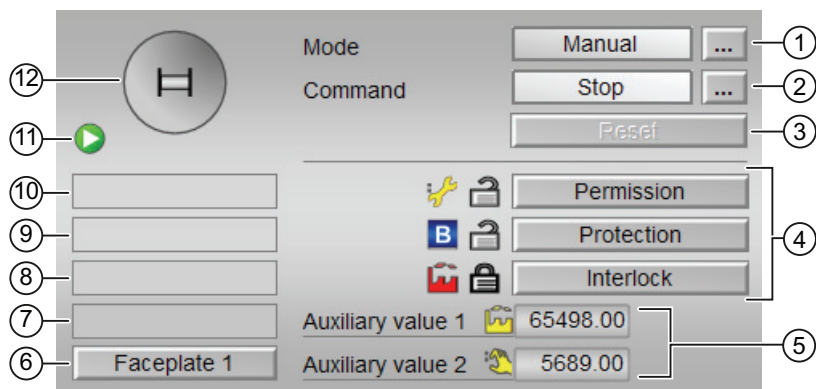 Mode Manual ... ①
Command Stop ... ②
Reset ③
⑫
⑪
⑩ Permission
⑨ B Protection ④
⑧ Interlock
⑦ Auxiliary value 1 65498.00
⑤
⑥ Faceplate 1 Auxiliary value 2 5689.00